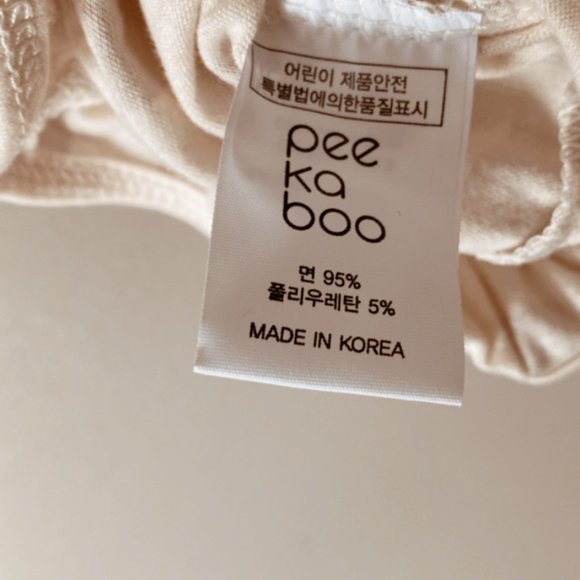 어린이 제품안전
특별법에의한품질표시
pee
ka
boo
면 95%
폴리우레탄 5%
MADE IN KOREA